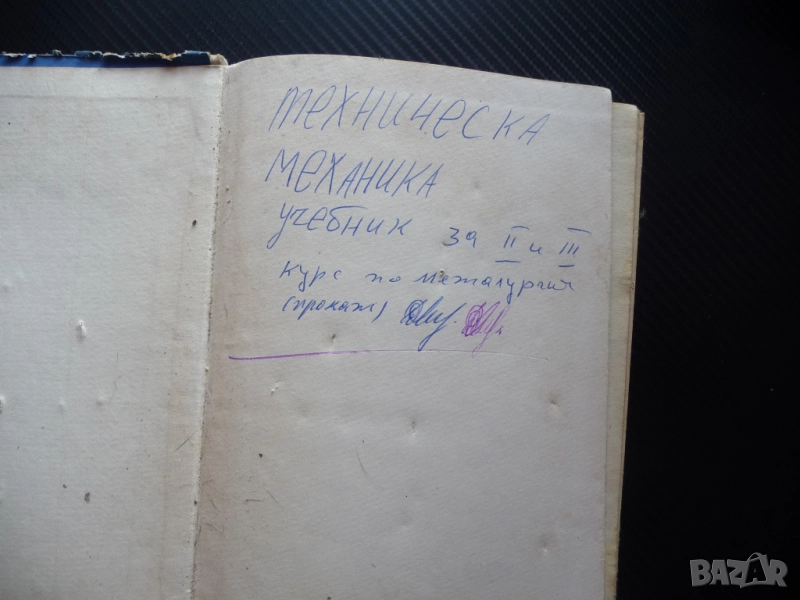 техническа
механика
учебник за II и III
курс по металургия
(прокат)
BAZAR